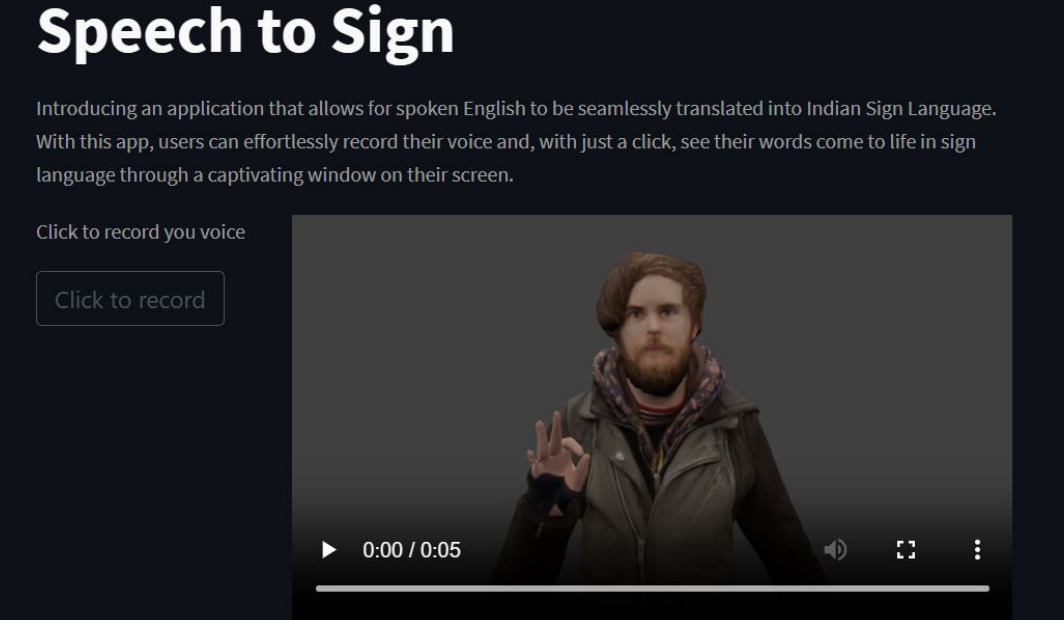 Speech to Sign
Introducing an application that allows for spoken English to be seamlessly translated into Indian Sign Language.
With this app, users can effortlessly record their voice and, with just a click, see their words come to life in sign
language through a captivating window on their screen.
Click to record you voice
Click to record
0:00 / 0:05